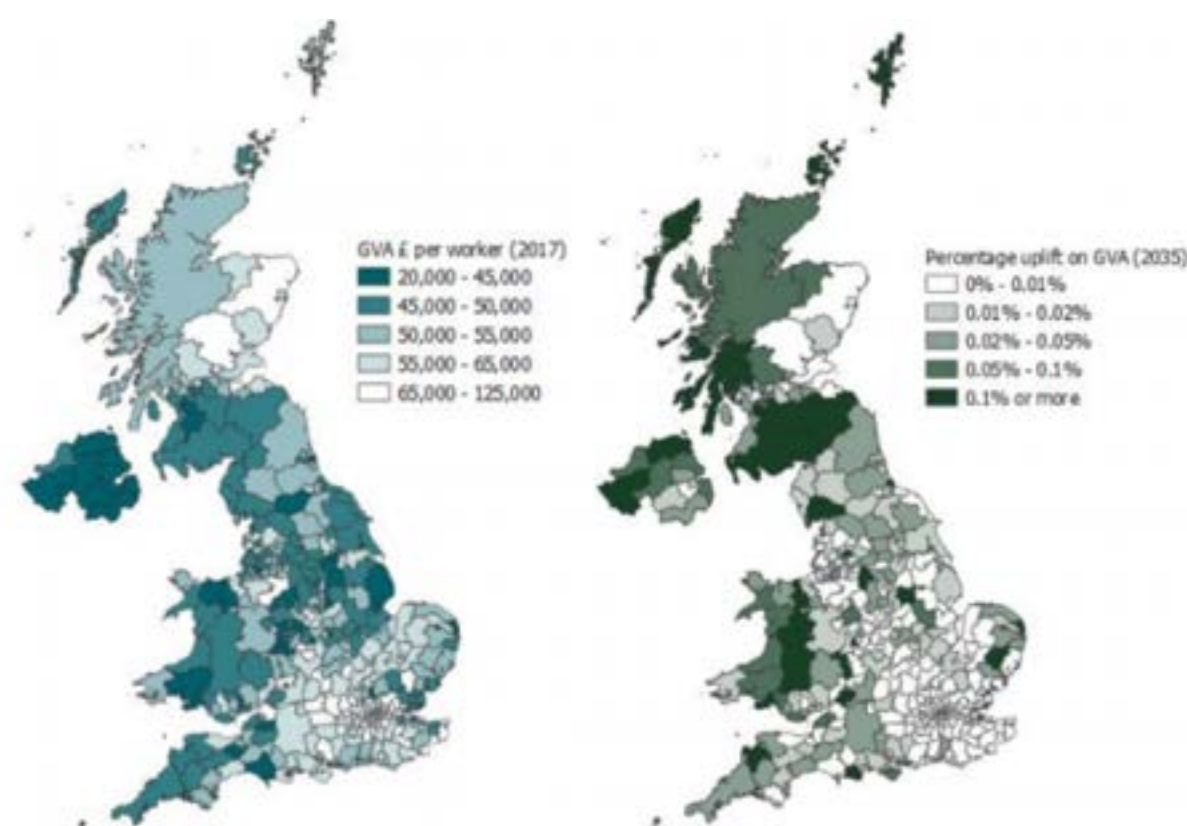 GVA £ per worker (2017)
20,000 - 45,000
45,000 - 50,000
50,000 - 55,000
55,000 - 65,000
65,000 - 125,000
Percentage uplift on GVA (2035)
0% - 0.01%
0.01% - 0.02%
0.02% - 0.05%
0.05% - 0.1%
0.1% or more